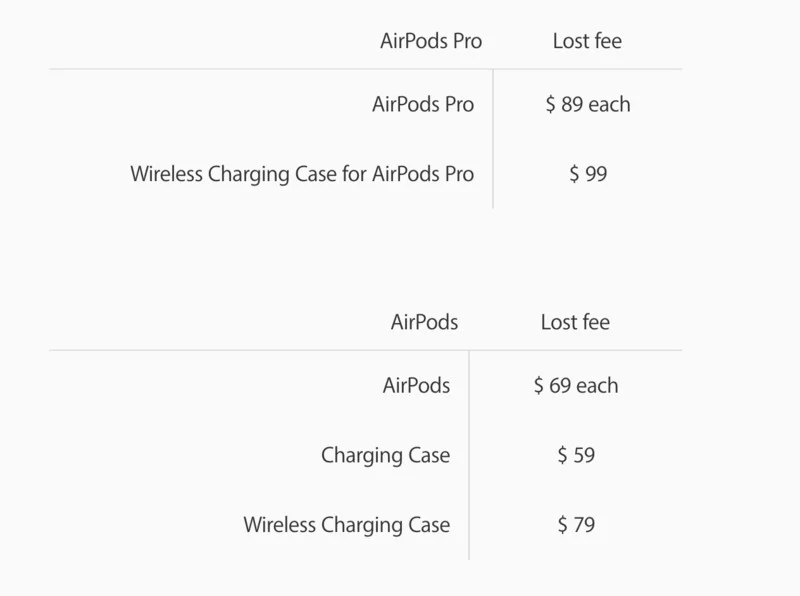 AirPods Pro Lost fee
AirPods Pro $ 89 each
Wireless Charging Case for AirPods Pro $ 99
AirPods Lost fee
AirPods $ 69 each
Charging Case $ 59
Wireless Charging Case $ 79